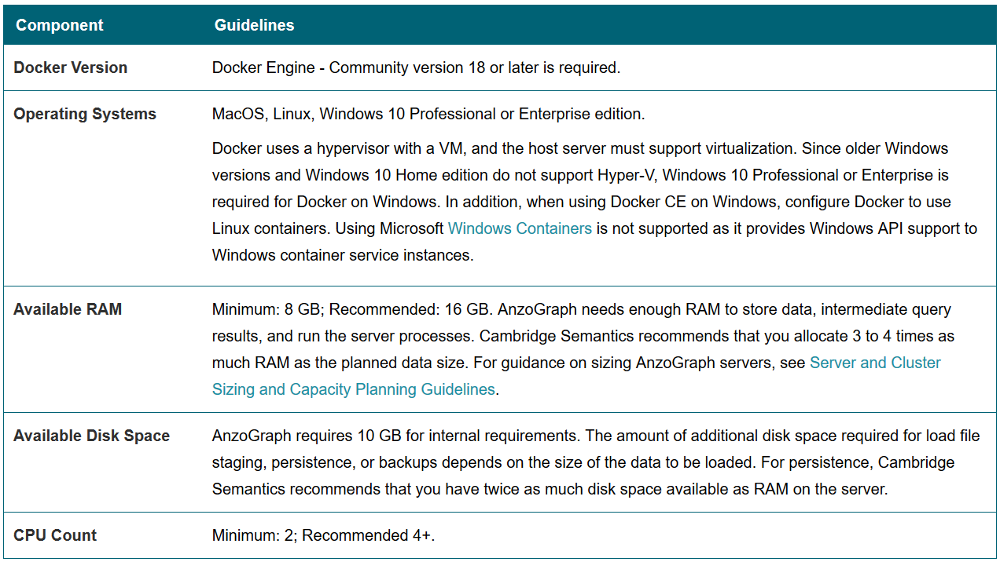 Component Guidelines
Docker Version Docker Engine - Community version 18 or later is required.
Operating Systems MacOS, Linux, Windows 10 Professional or Enterprise edition.
Docker uses a hypervisor with a VM, and the host server must support virtualization. Since older Windows
versions and Windows 10 Home edition do not support Hyper-V, Windows 10 Professional or Enterprise is
required for Docker on Windows. In addition, when using Docker CE on Windows, configure Docker to use
Linux containers. Using Microsoft Windows Containers is not supported as it provides Windows API support to
Windows container service instances.
Available RAM Minimum: 8 GB; Recommended: 16 GB. AnzoGraph needs enough RAM to store data, intermediate query
results, and run the server processes. Cambridge Semantics recommends that you allocate 3 to 4 times as
much RAM as the planned data size. For guidance on sizing AnzoGraph servers, see Server and Cluster
Sizing and Capacity Planning Guidelines.
Available Disk Space AnzoGraph requires 10 GB for internal requirements. The amount of additional disk space required for load file
staging, persistence, or backups depends on the size of the data to be loaded. For persistence, Cambridge
Semantics recommends that you have twice as much disk space available as RAM on the server.
CPU Count Minimum: 2; Recommended 4+.